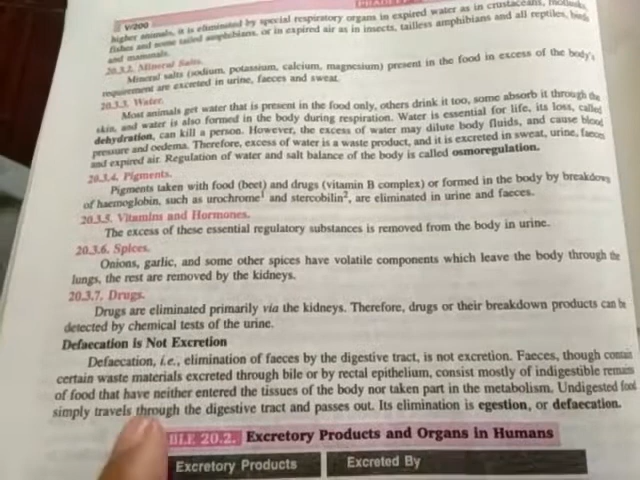 V/200
higher animals, it is eliminated by special respiratory organs in expired water as in crustaceans, molluscs,
fishes and some tailed amphibians, or in expired air as in insects, tailless amphibians and all reptiles, birds
and mammals.
20.3.2. Mineral Salts.
Mineral salts (sodium, potassium, calcium, magnesium) present in the food in excess of the body's
requirement are excreted in urine, faeces and sweat.
20.3.3. Water.
Most animals get water that is present in the food only, others drink it too, some absorb it through the
skin, and water is also formed in the body during respiration. Water is essential for life, its loss, called
dehydration, can kill a person. However, the excess of water may dilute body fluids, and cause blood
pressure and oedema. Therefore, excess of water is a waste product, and it is excreted in sweat, urine, faeces
and expired air. Regulation of water and salt balance of the body is called osmoregulation.
20.3.4. Pigments.
Pigments taken with food (beet) and drugs (vitamin B complex) or formed in the body by breakdown
of haemoglobin, such as urochrome¹ and stercobilin², are eliminated in urine and faeces.
20.3.5. Vitamins and Hormones.
The excess of these essential regulatory substances is removed from the body in urine.
20.3.6. Spices.
Onions, garlic, and some other spices have volatile components which leave the body through the
lungs, the rest are removed by the kidneys.
20.3.7. Drugs.
Drugs are eliminated primarily via the kidneys. Therefore, drugs or their breakdown products can be
detected by chemical tests of the urine.
Defaecation is Not Excretion
Defaecation, i.e., elimination of faeces by the digestive tract, is not excretion. Faeces, though contain
certain waste materials excreted through bile or by rectal epithelium, consist mostly of indigestible remains
of food that have neither entered the tissues of the body nor taken part in the metabolism. Undigested food
simply travels through the digestive tract and passes out. Its elimination is egestion, or defaecation.
BLE 20.2. Excretory Products and Organs in Humans
Excretory Products Excreted By